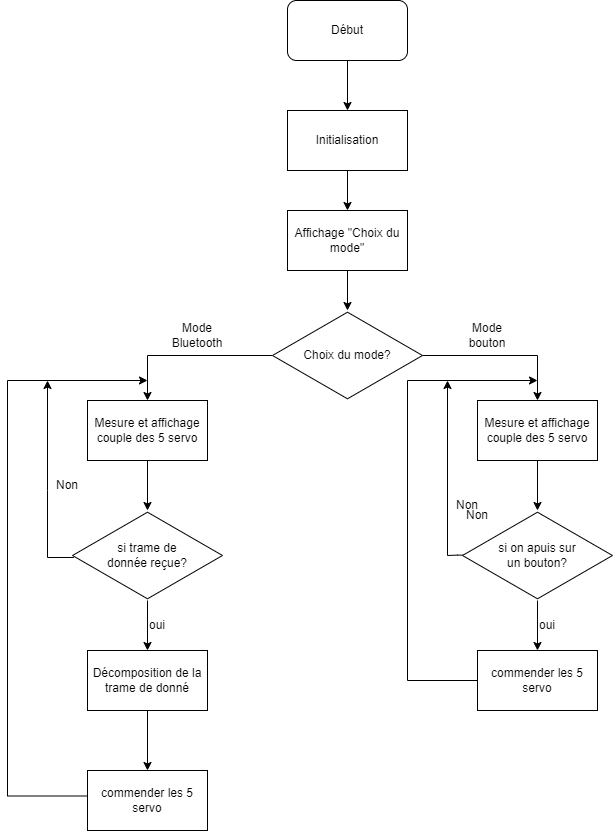 Début
Initialisation
Affichage "Choix du
mode"
Choix du mode?
Mode
Bluetooth
Mode
bouton
Mesure et affichage
couple des 5 servo
Non
si trame de
donnée reçue?
oui
Décomposition de la
trame de donné
commender les 5
servo
Mesure et affichage
couple des 5 servo
Non
Non
si on apuis sur
un bouton?
oui
commender les 5
servo